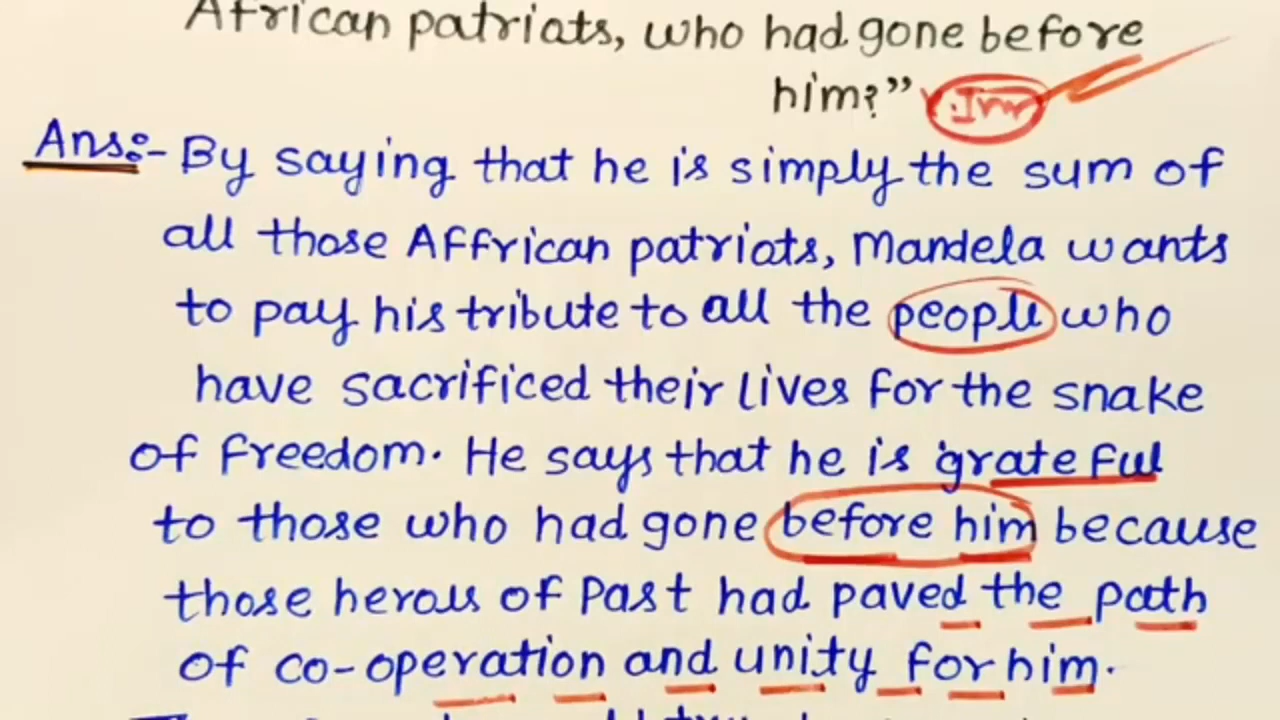 African patriots, who had gone before
him?"
Ans:- By saying that he is simply the sum of
all those Affrican patriots, Mandela wants
to pay his tribute to all the people who
have sacrificed their lives for the snake
of freedom. He says that he is grateful
to those who had gone before him because
those herous of Past had paved the path
of co-operation and unity for him.